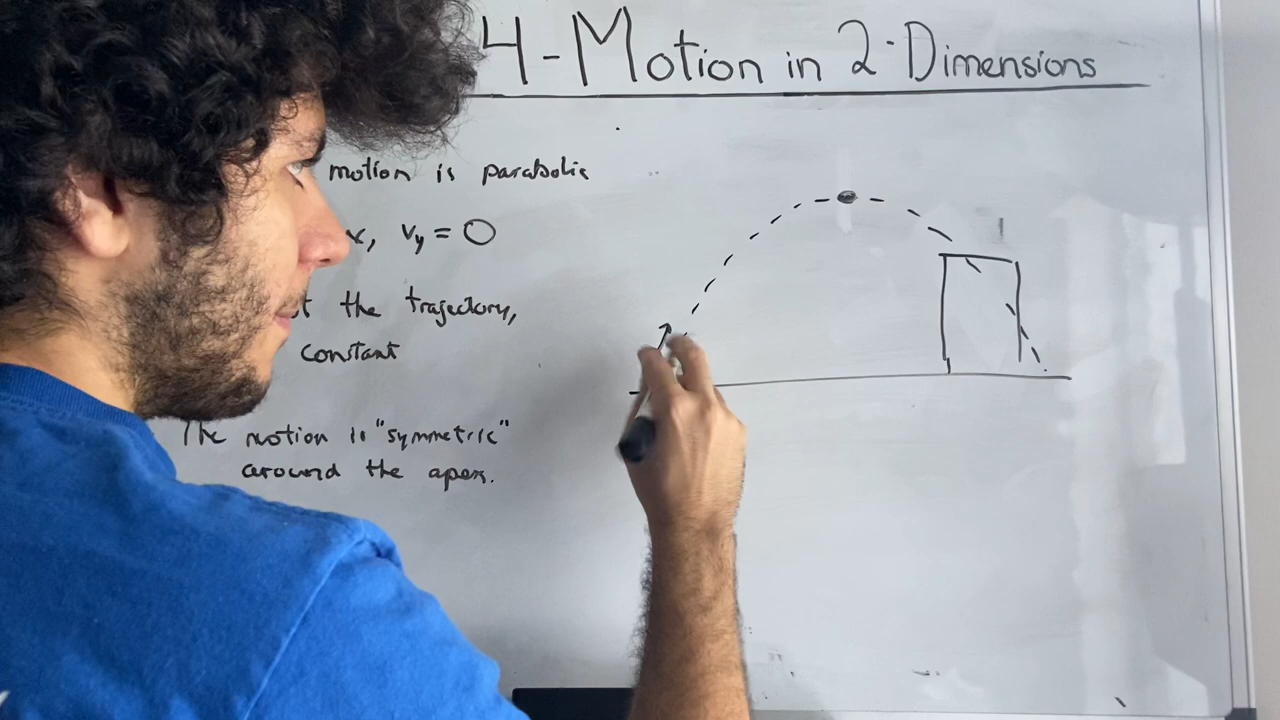 4-Motion in 2-Dimensions
motion is parabolic
x, vy = 0
the trajectory,
constant
The motion is "symmetric"
around the apex.